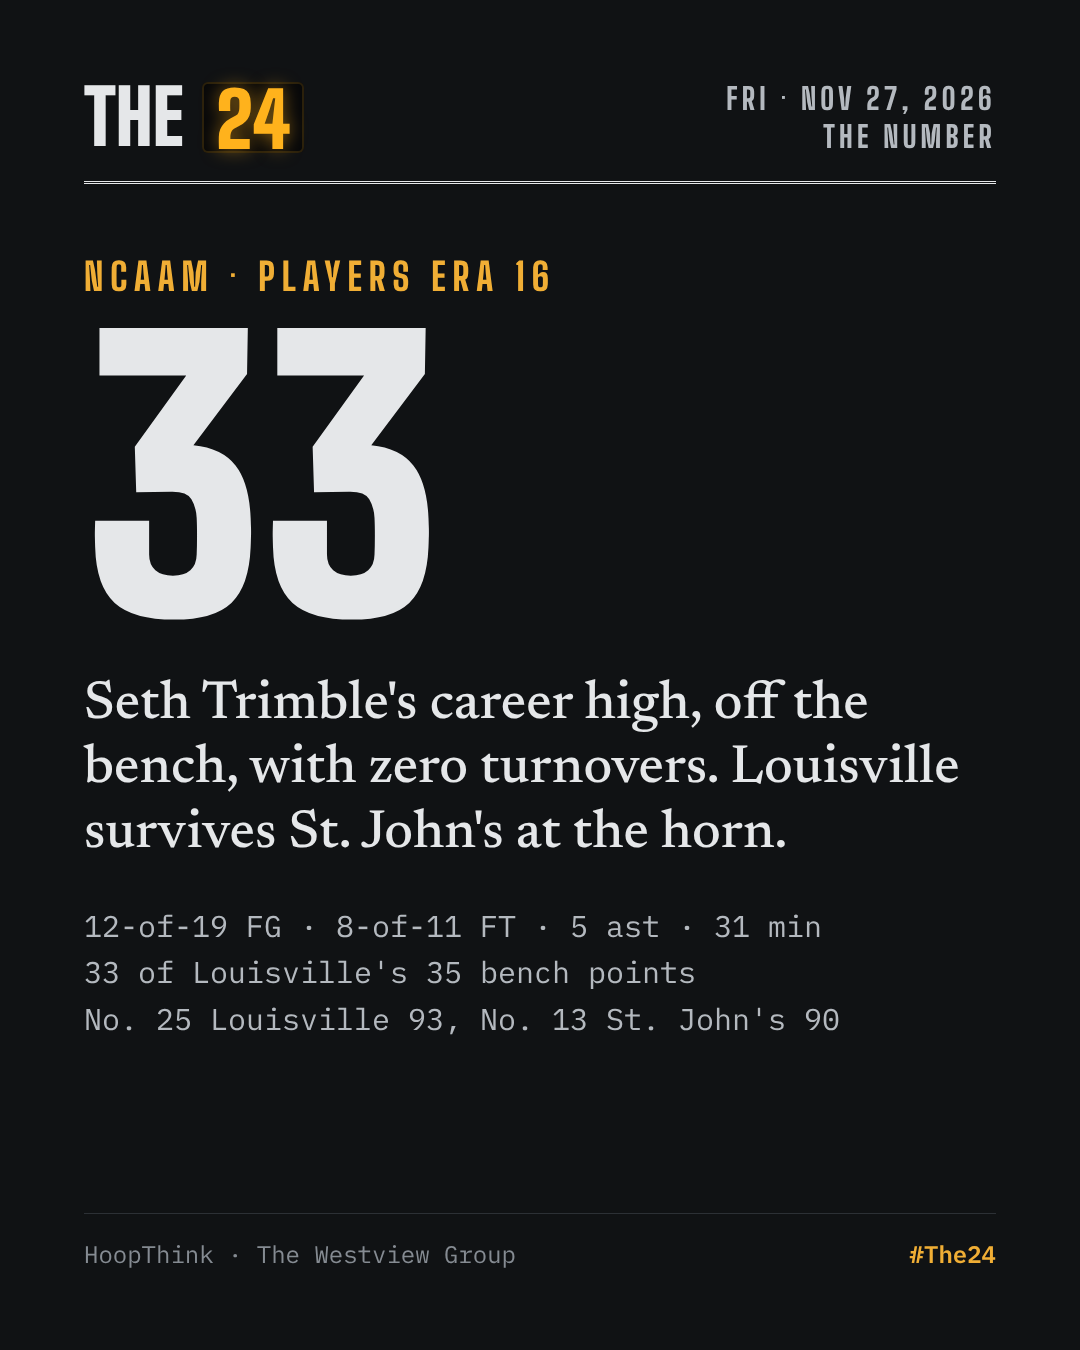 THE 24
FRI · NOV 27, 2026
THE NUMBER
NCAAM · PLAYERS ERA 16
33
Seth Trimble's career high, off the
bench, with zero turnovers. Louisville
survives St. John's at the horn.
12-of-19 FG · 8-of-11 FT · 5 ast · 31 min
33 of Louisville's 35 bench points
No. 25 Louisville 93, No. 13 St. John's 90
HoopThink · The Westview Group
#The24